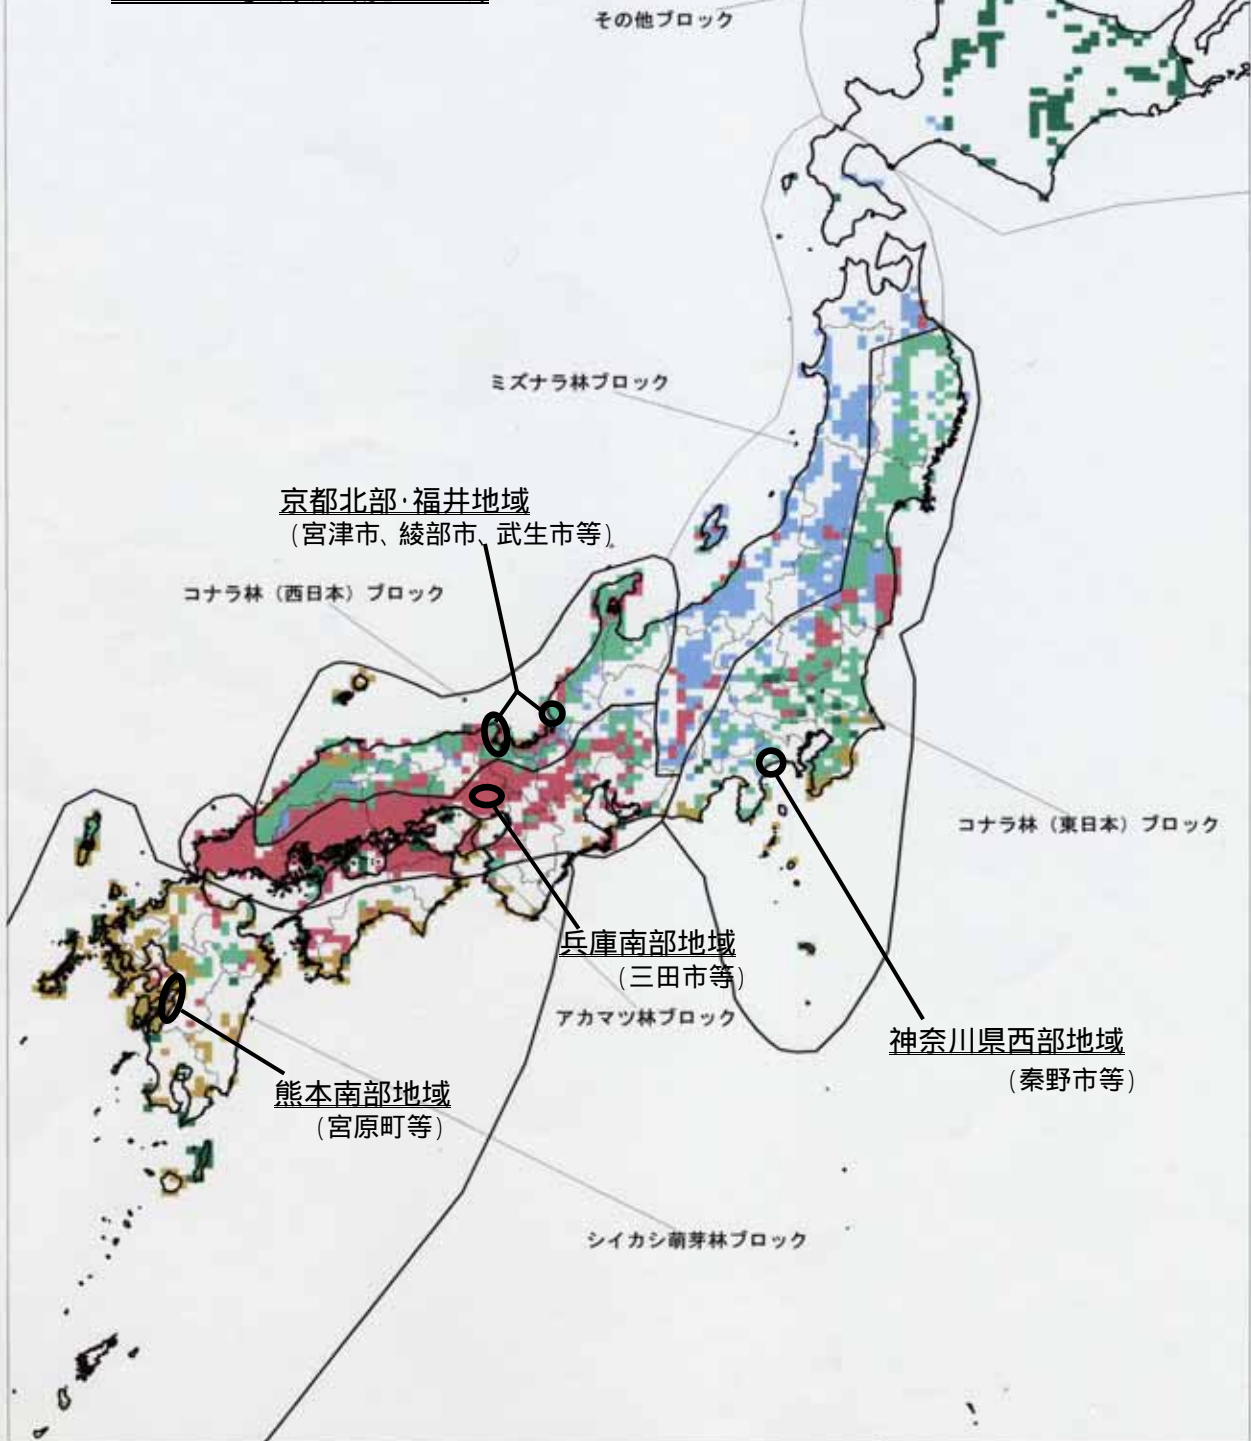 その他ブロック
ミズナラ林ブロック
京都北部・福井地域
（宮津市、綾部市、武生市等）
コナラ林（西日本）ブロック
コナラ林（東日本）ブロック
兵庫南部地域
（三田市等）
アカマツ林ブロック
神奈川県西部地域
（秦野市等）
熊本南部地域
（宮原町等）
シイカシ萌芽林ブロック